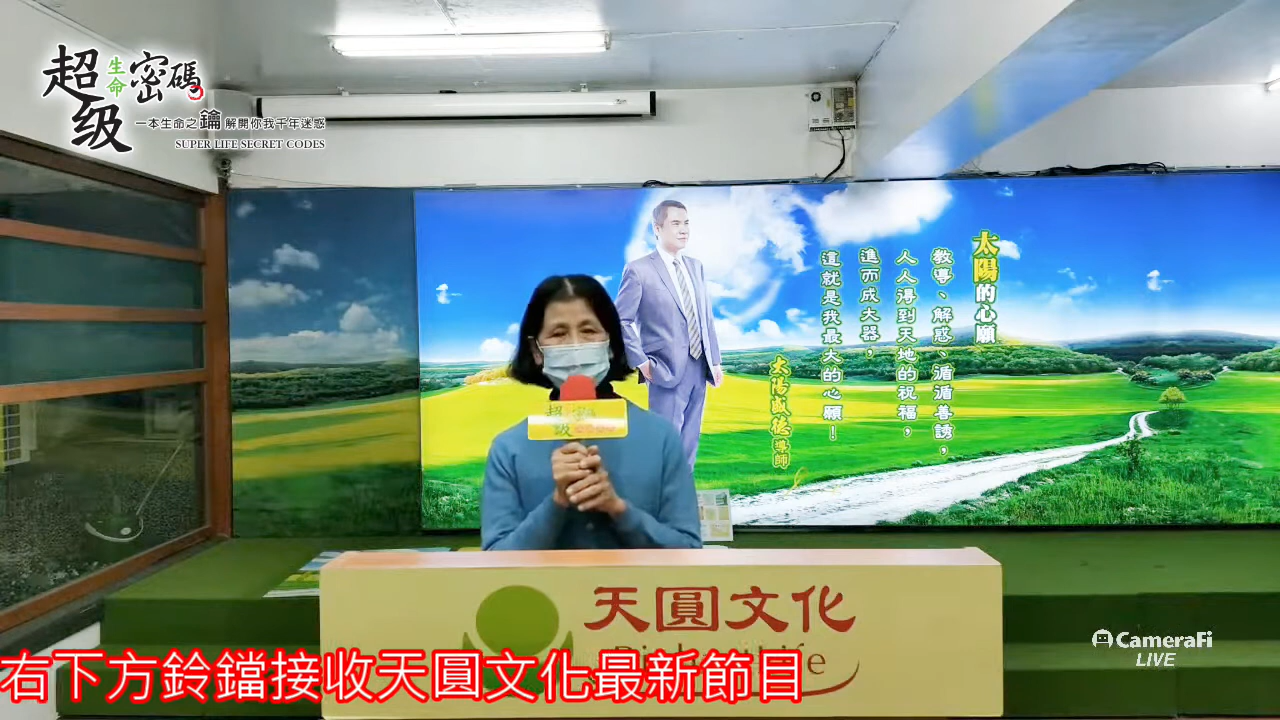 超级生命密碼
一本生命之鑰 解開你我千年迷惑
SUPER LIFE SECRET CODES
太陽的心願
教導、解惑、循循善誘，
人人得到天地的祝福，
進而成大器，
這就是我最大的心願！
太陽盛德導師
超级
天圓文化
CameraFi
LIVE
右下方鈴鐺接收天圓文化最新節目